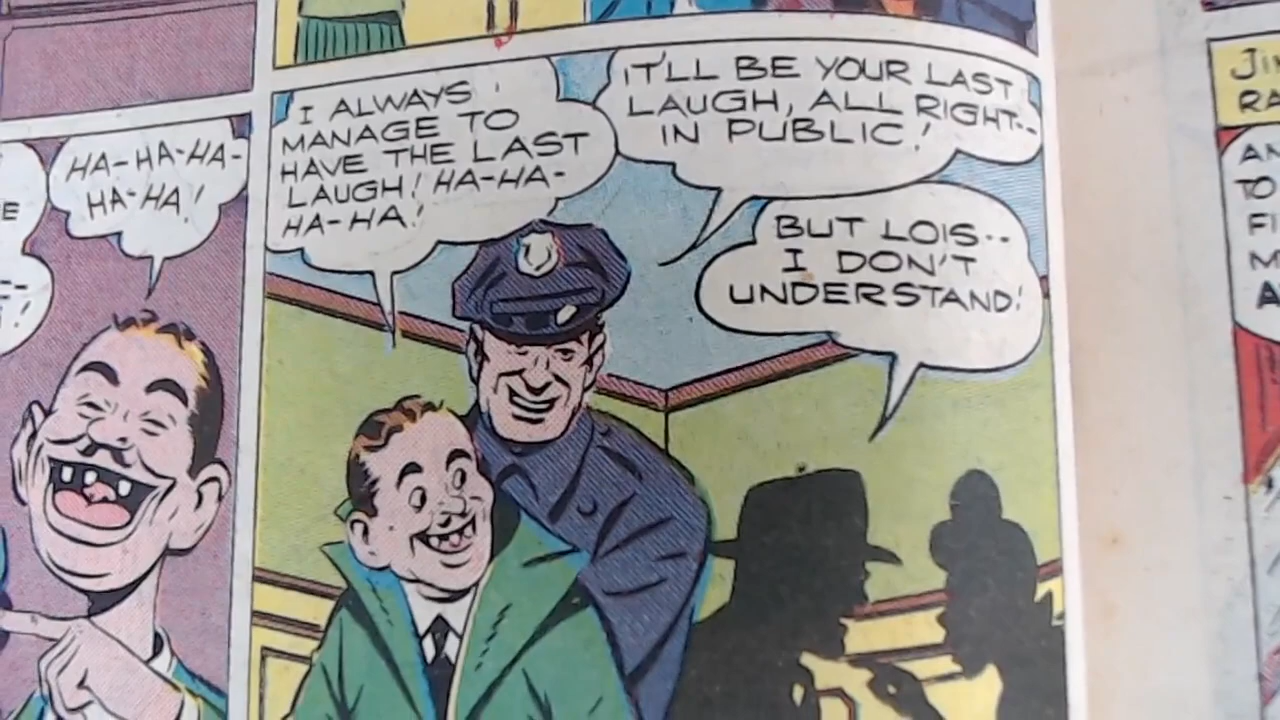 HA-HA-HA-
HA-HA!
I ALWAYS
MANAGE TO
HAVE THE LAST
LAUGH! HA-HA-
HA-HA!
IT'LL BE YOUR LAST
LAUGH, ALL RIGHT--
IN PUBLIC!
BUT LOIS--
I DON'T
UNDERSTAND!
TO